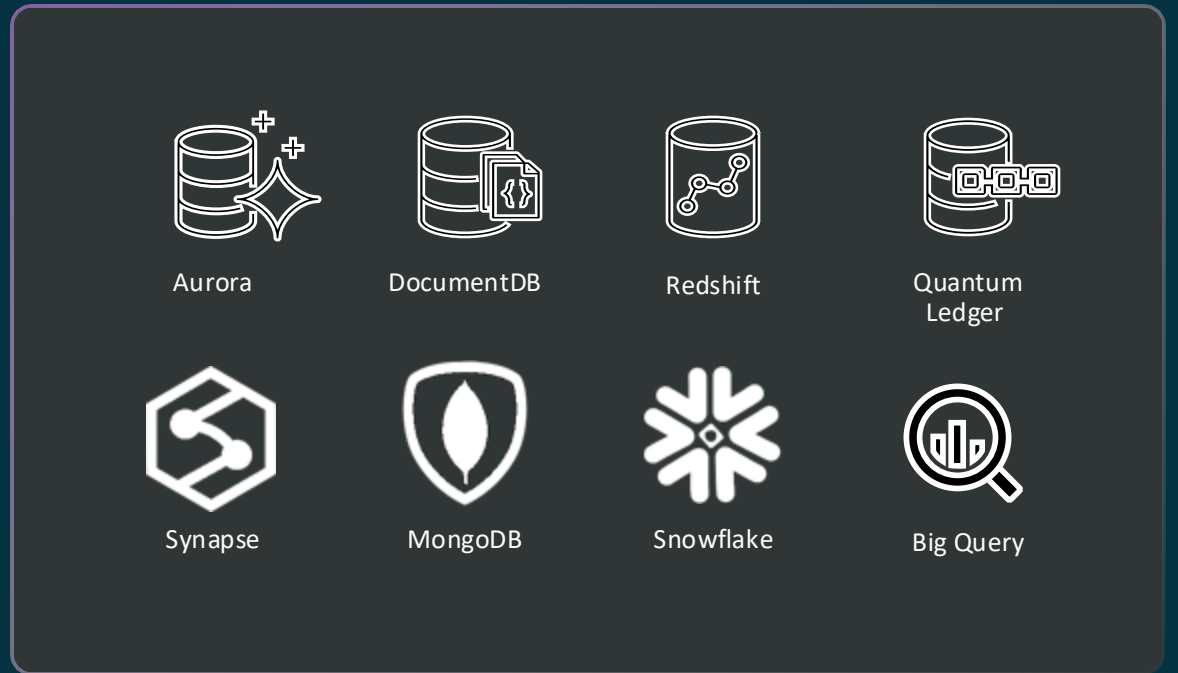 Aurora
DocumentDB
Redshift
Quantum
Ledger
Synapse
MongoDB
Snowflake
Big Query